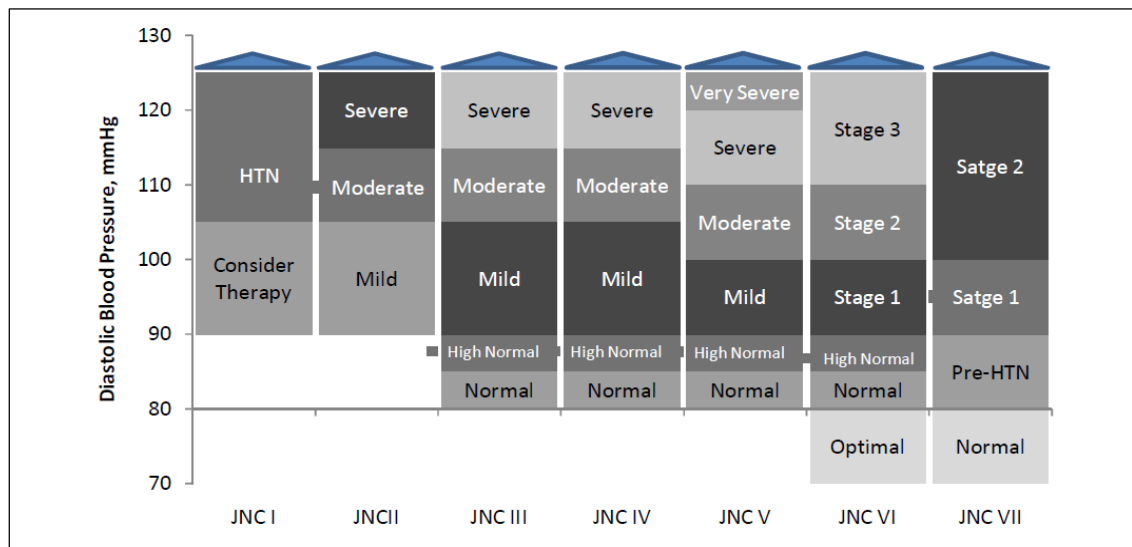 Diastolic Blood Pressure, mmHg
130
120
110
100
90
80
70
HTN
Consider
Therapy
Severe
Moderate
Mild
Severe
Moderate
Mild
High Normal
Normal
Severe
Moderate
Mild
High Normal
Normal
Very Severe
Severe
Moderate
Mild
High Normal
Normal
Stage 3
Stage 2
Stage 1
High Normal
Normal
Optimal
Satge 2
Satge 1
Pre-HTN
Normal
JNC I
JNCII
JNC III
JNC IV
JNC V
JNC VI
JNC VII